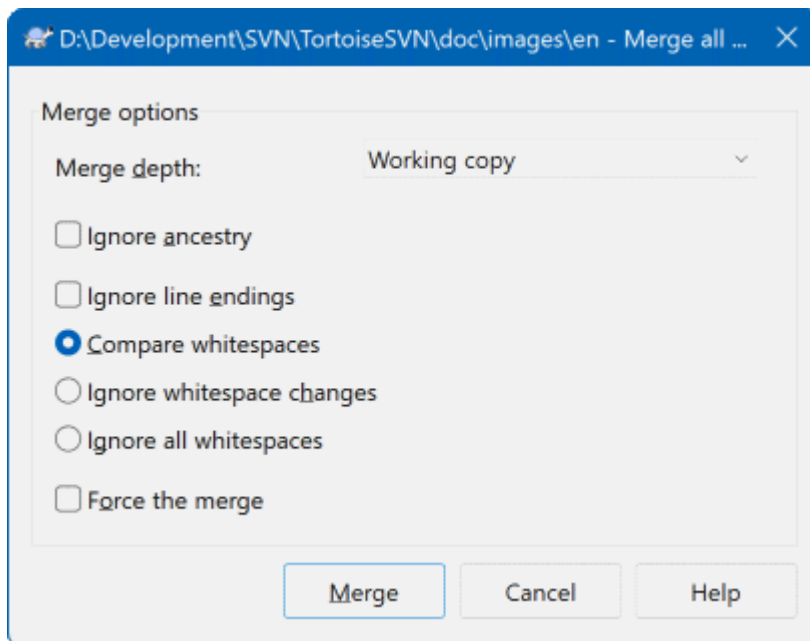 D:\Development\SVN\TortoiseSVN\doc\images\en - Merge all ...
Merge options
Merge depth: Working copy
Ignore ancestry
Ignore line endings
Compare whitespaces
Ignore whitespace changes
Ignore all whitespaces
Force the merge
Merge Cancel Help